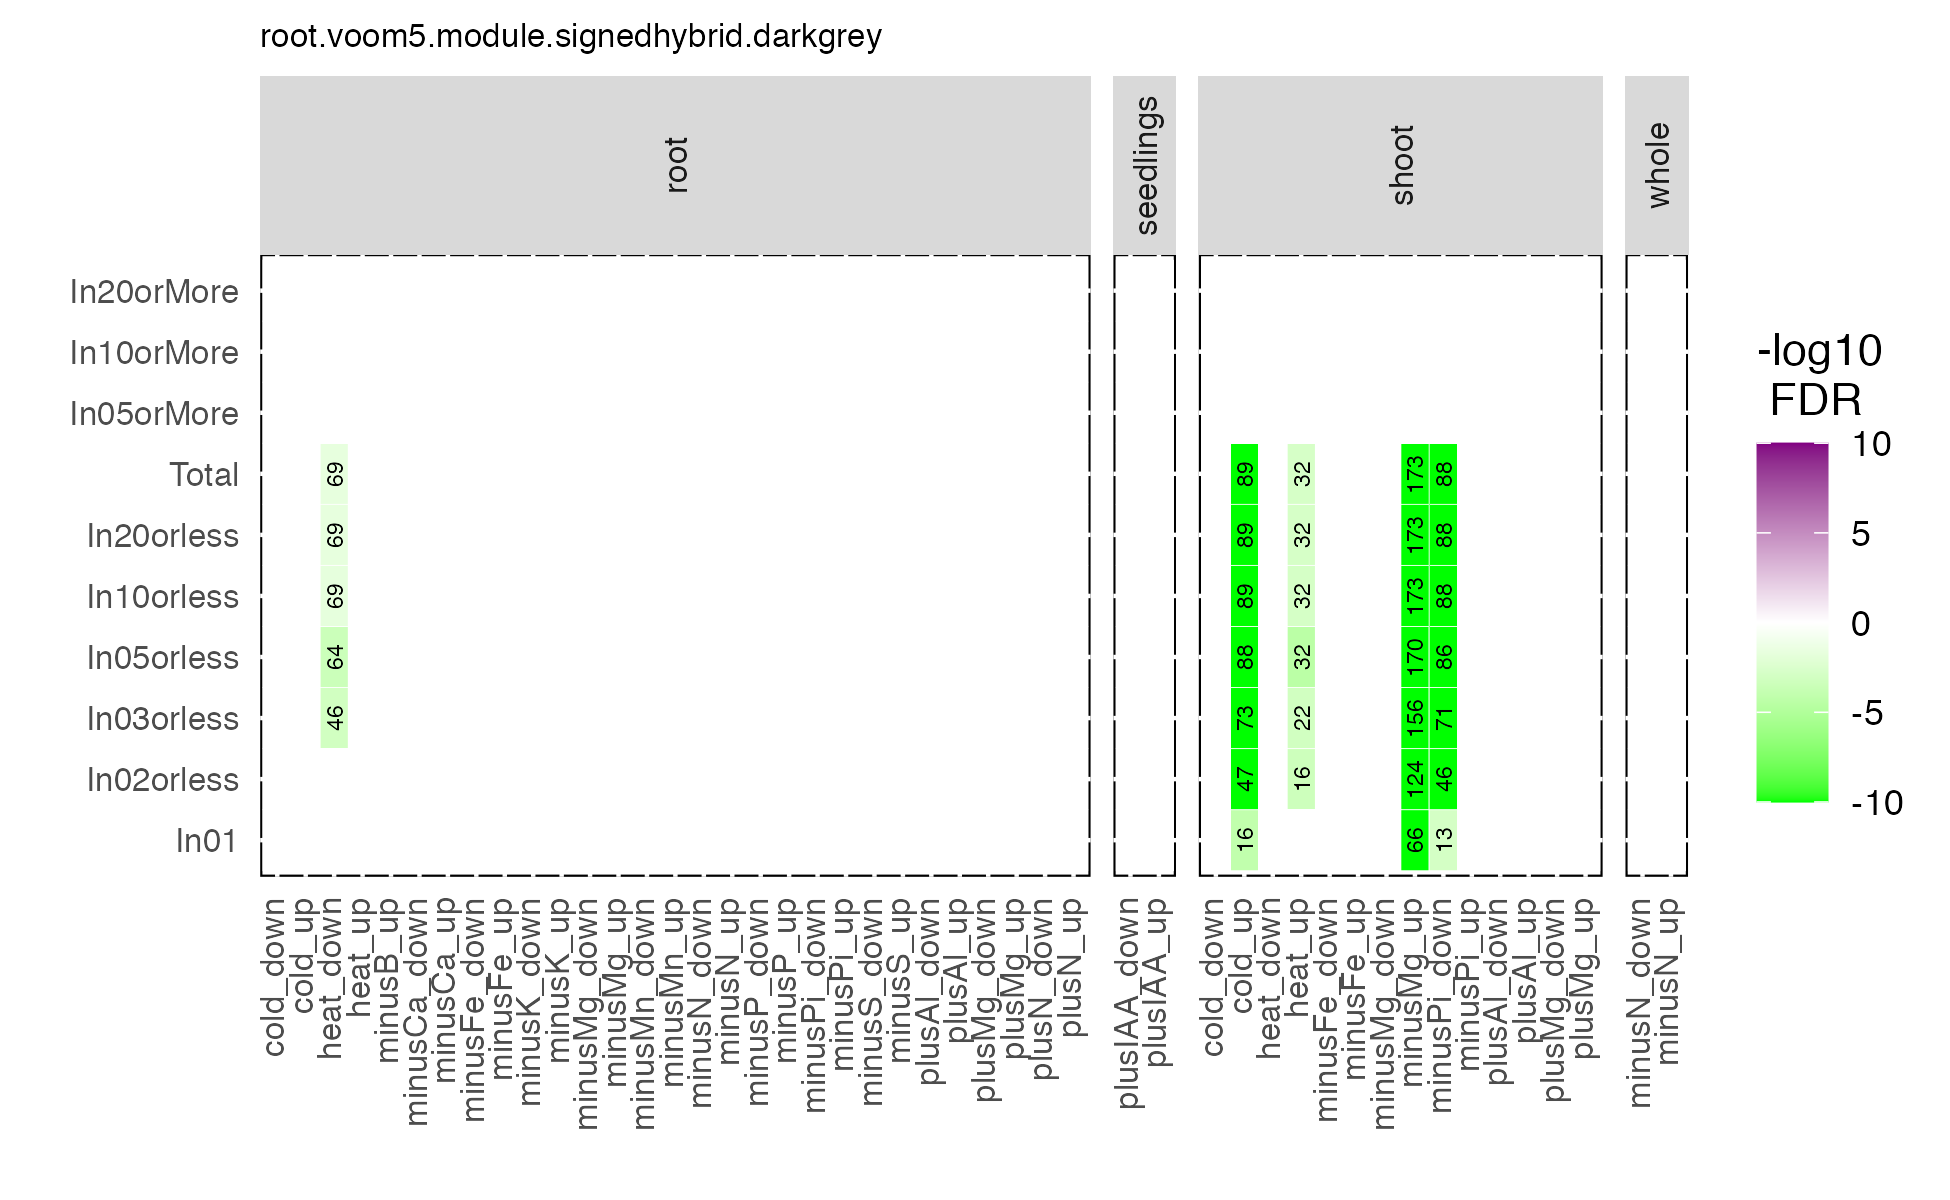 root.voom5.module.signedhybrid.darkgrey
root
seedlings
shoot
whole
In20orMore
In10orMore
In05orMore
Total
69
89
32
173
88
In20orless
69
89
32
173
88
In10orless
69
89
32
173
88
In05orless
64
88
32
170
86
In03orless
46
73
22
156
71
In02orless
47
16
124
46
In01
16
66
13
cold_down
cold_up
heat_down
heat_up
minusB_up
minusCa_down
minusCa_up
minusFe_down
minusFe_up
minusK_down
minusK_up
minusMg_down
minusMg_up
minusMn_down
minusMn_up
minusN_down
minusN_up
minusP_down
minusP_up
minusPi_down
minusPi_up
minusS_down
minusS_up
plusAl_down
plusAl_up
plusMg_down
plusMg_up
plusN_down
plusN_up
plusIAA_down
plusIAA_up
cold_down
cold_up
heat_down
heat_up
minusFe_down
minusFe_up
minusMg_down
minusMg_up
minusPi_down
minusPi_up
plusAl_down
plusAl_up
plusMg_down
plusMg_up
minusN_down
minusN_up
-log10
FDR
10
5
0
-5
-10